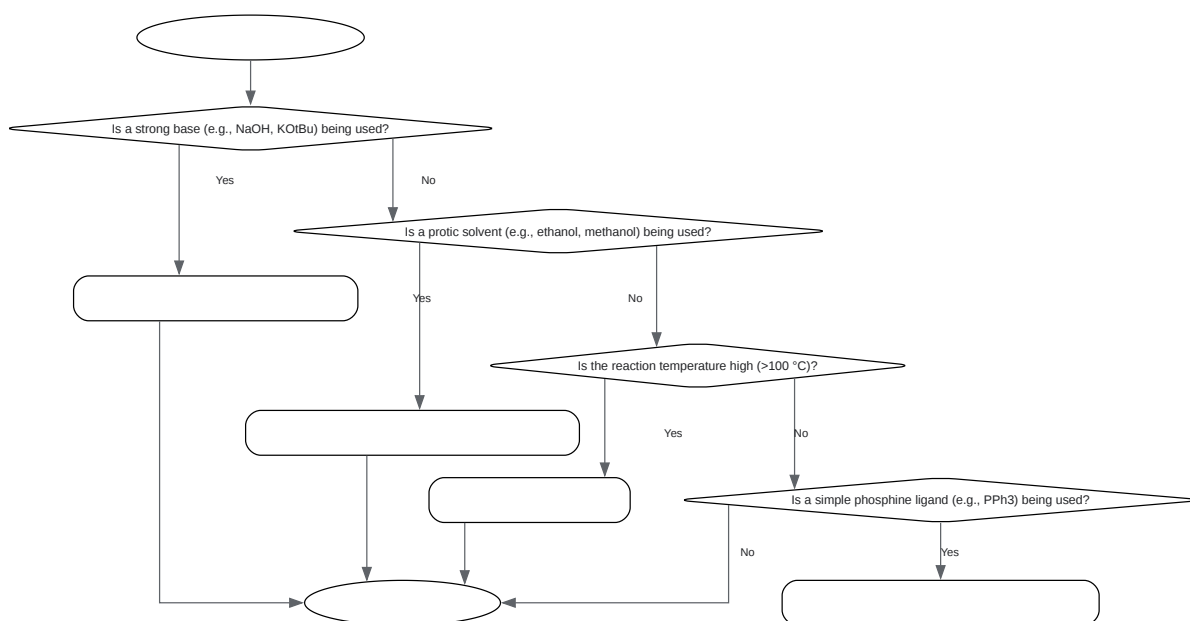 Is a strong base (e.g., NaOH, KOtBu) being used?
Yes
No
Is a protic solvent (e.g., ethanol, methanol) being used?
Yes
No
Is the reaction temperature high (>100 °C)?
Yes
No
Is a simple phosphine ligand (e.g., PPh3) being used?
No
Yes